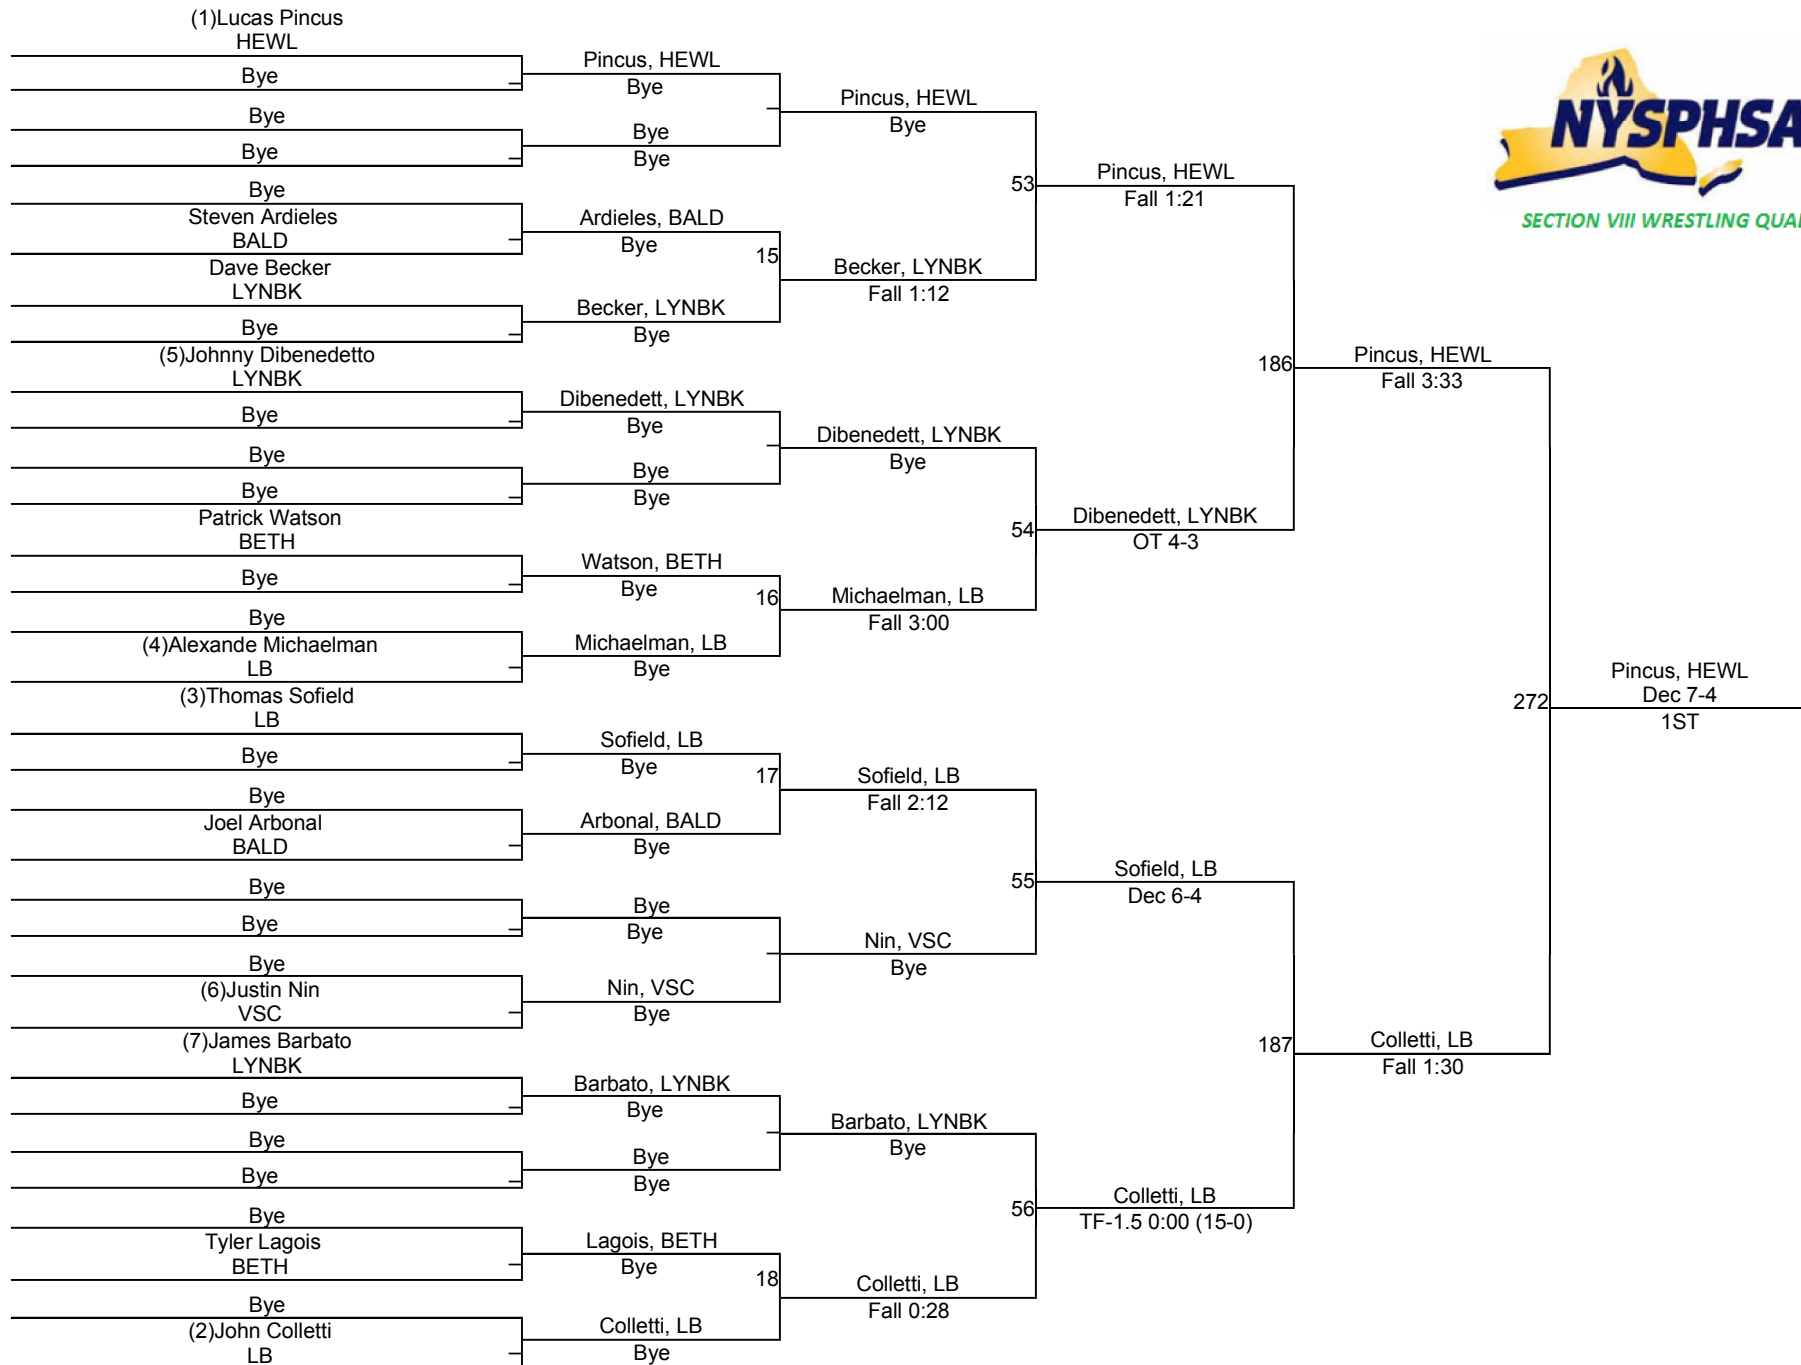 (1)Lucas Pincus
HEWL
Bye
Bye
Bye
Bye
Steven Ardieles
BALD
Dave Becker
LYNBK
Bye
(5)Johnny Dibenedetto
LYNBK
Bye
Bye
Bye
Patrick Watson
BETH
Bye
Bye
(4)Alexande Michaelman
LB
(3)Thomas Sofield
LB
Bye
Bye
Joel Arbonal
BALD
Bye
Bye
Bye
(6)Justin Nin
VSC
(7)James Barbato
LYNBK
Bye
Bye
Bye
Bye
Tyler Lagois
BETH
Bye
(2)John Colletti
LB
Pincus, HEWL
Bye
Bye
Bye
Ardieles, BALD
Bye
15
Becker, LYNBK
Bye
Dibenedett, LYNBK
Bye
Bye
Bye
Watson, BETH
Bye
16
Michaelman, LB
Bye
Sofield, LB
Bye
17
Arbonal, BALD
Bye
Bye
Bye
Nin, VSC
Bye
Barbato, LYNBK
Bye
Bye
Bye
Lagois, BETH
Bye
18
Colletti, LB
Bye
Pincus, HEWL
Bye
53
Becker, LYNBK
Fall 1:12
Dibenedett, LYNBK
Bye
54
Michaelman, LB
Fall 3:00
Sofield, LB
Fall 2:12
55
Nin, VSC
Bye
Barbato, LYNBK
Bye
56
Colletti, LB
Fall 0:28
Pincus, HEWL
Fall 1:21
186
Dibenedett, LYNBK
OT 4-3
Sofield, LB
Dec 6-4
187
Colletti, LB
TF-1.5 0:00 (15-0)
Pincus, HEWL
Fall 3:33
272
Colletti, LB
Fall 1:30
Pincus, HEWL
Dec 7-4
1ST
NYSPHSA
SECTION VIII WRESTLING QUAL